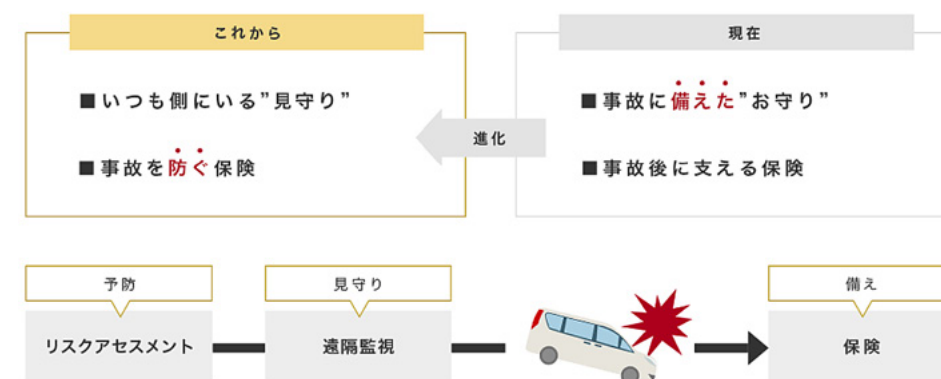 これから
■いつも側にいる”見守り”
■事故を防ぐ保険
進化
現在
■事故に備えた”お守り”
■事故後に支える保険
予防
リスクアセスメント
見守り
遠隔監視
備え
保険